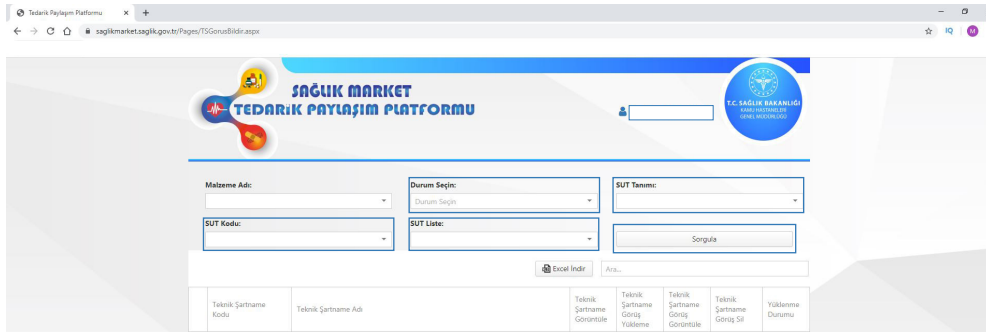 Tedarik Paylaşım Platformu
saglikmarket.saglik.gov.tr/Pages/TSGorusBildir.aspx
IQ
M
SAĞLIK MARKET
TEDARİK PAYLAŞIM PLATFORMU
T.C. SAĞLIK BAKANLIĞI
KAMU HASTANELERİ
GENEL MÜDÜRLÜĞÜ
Malzeme Adı:
Durum Seçin:
SUT Tanımı:
Durum Seçin
SUT Kodu:
SUT Liste:
Sorgula
Excel İndir
Ara...
Teknik Şartname
Kodu
Teknik Şartname Adı
Teknik
Şartname
Görüntüle
Teknik
Şartname
Görüş
Yükleme
Teknik
Şartname
Görüş
Görüntüle
Teknik
Şartname
Görüş Sil
Yüklenme
Durumu